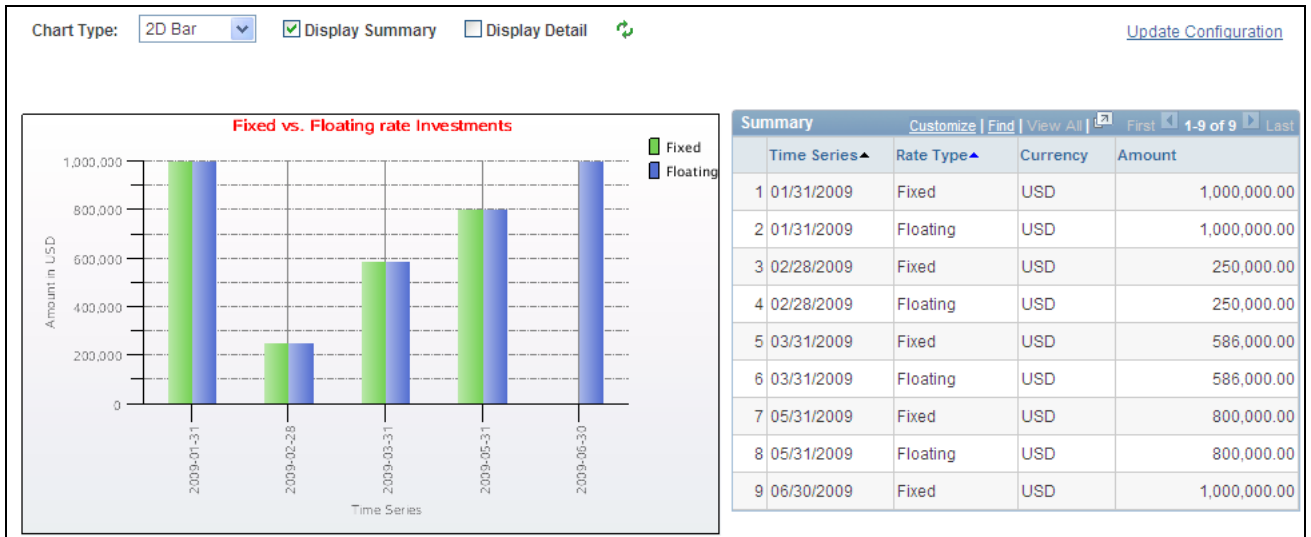 Chart Type: 2D Bar Display Summary Display Detail Update Configuration
Fixed vs. Floating rate Investments
Fixed
Floating
1,000,000
800,000
600,000
400,000
200,000
0
Amount in USD
2009-01-31
2009-02-28
2009-03-31
2009-05-31
2009-06-30
Time Series
Summary Customize | Find | View All | First 1-9 of 9 Last
Time Series Rate Type Currency Amount
1 01/31/2009 Fixed USD 1,000,000.00
2 01/31/2009 Floating USD 1,000,000.00
3 02/28/2009 Fixed USD 250,000.00
4 02/28/2009 Floating USD 250,000.00
5 03/31/2009 Fixed USD 586,000.00
6 03/31/2009 Floating USD 586,000.00
7 05/31/2009 Fixed USD 800,000.00
8 05/31/2009 Floating USD 800,000.00
9 06/30/2009 Fixed USD 1,000,000.00